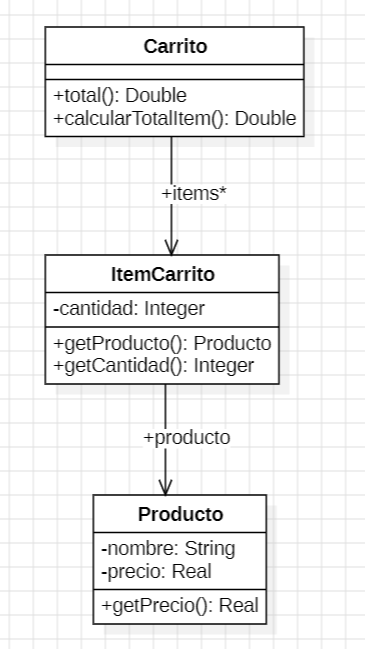 Carrito
+total(): Double
+calcularTotalItem(): Double
+items*
ItemCarrito
-cantidad: Integer
+getProducto(): Producto
+getCantidad(): Integer
+producto
Producto
-nombre: String
-precio: Real
+getPrecio(): Real